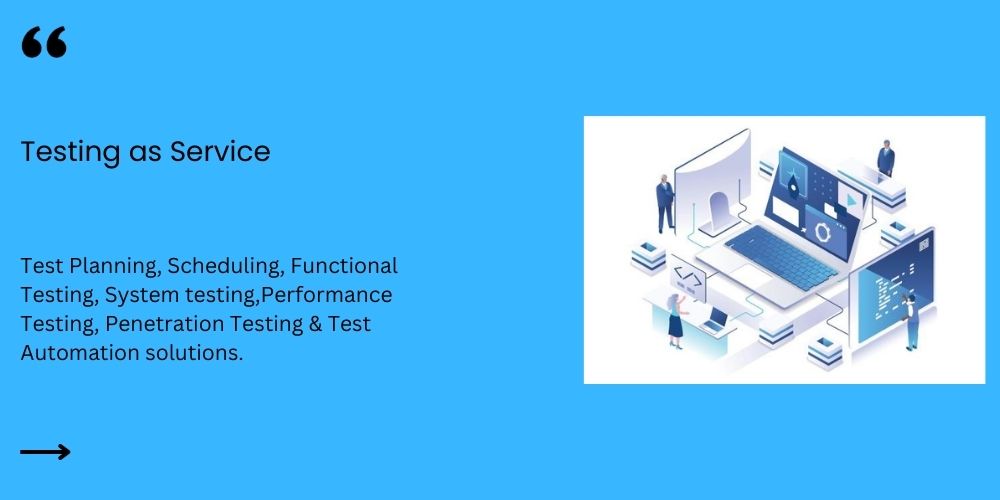 “
Testing as Service
Test Planning, Scheduling, Functional
Testing, System testing,Performance
Testing, Penetration Testing & Test
Automation solutions.
</>